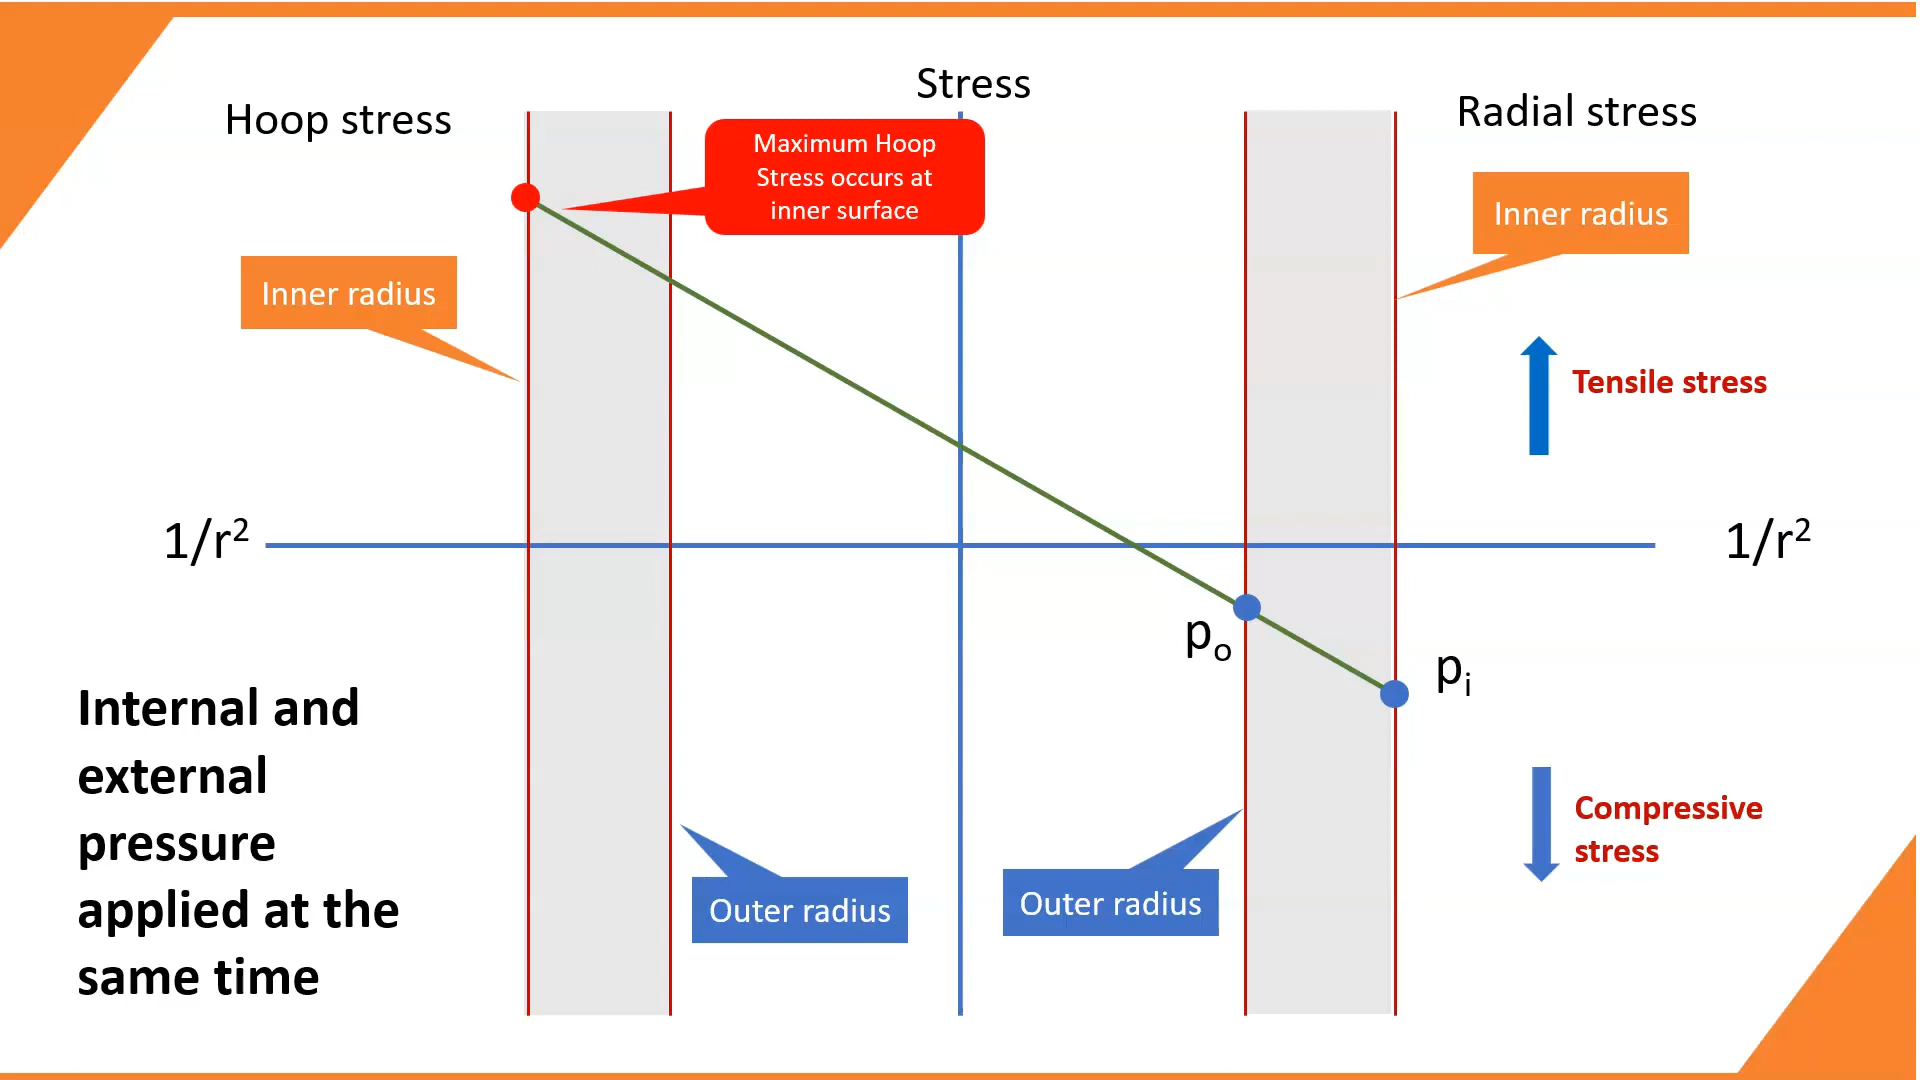 Stress
Hoop stress
Radial stress
Maximum Hoop
Stress occurs at
inner surface
Inner radius
Inner radius
Tensile stress
1/r²
1/r²
pₒ
pᵢ
Internal and
external
pressure
applied at the
same time
Compressive
stress
Outer radius
Outer radius